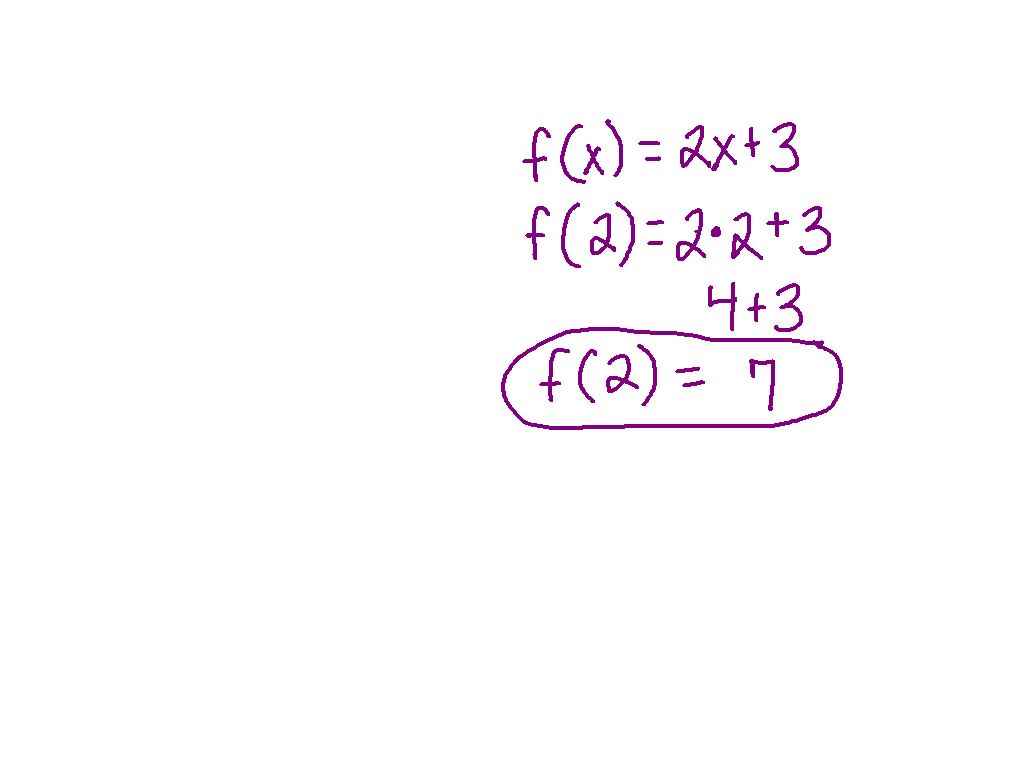 f(x) = 2x+3
f(2) = 2·2+3
4+3
f(2) = 7